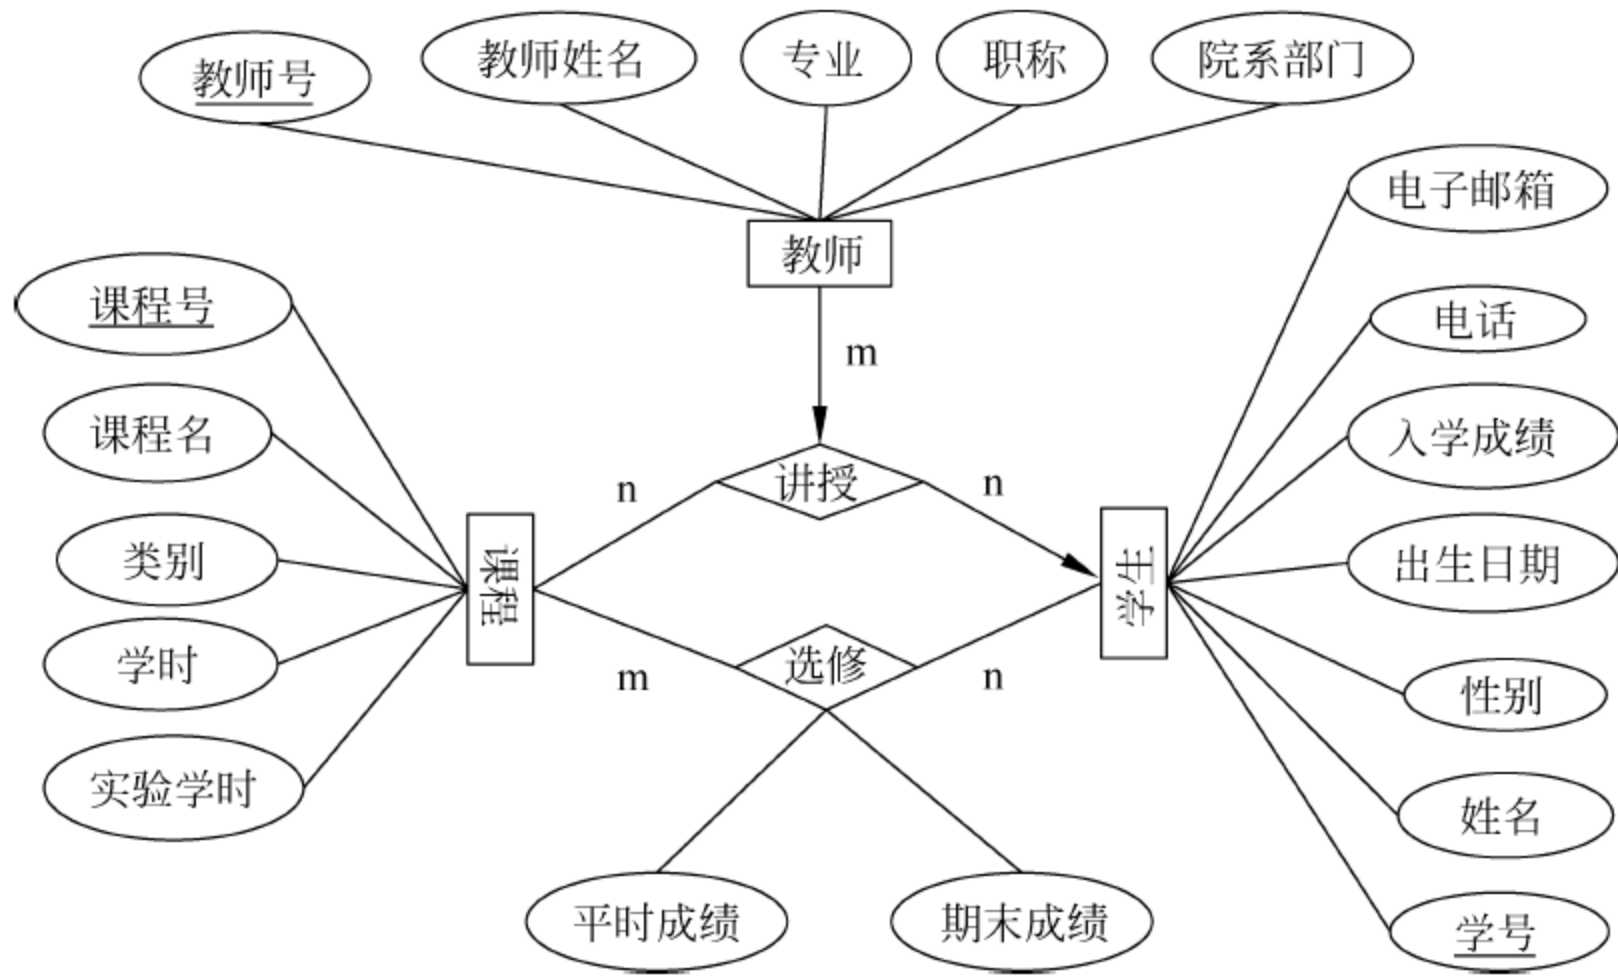 教师号
教师姓名
专业
职称
院系部门
教师
电子邮箱
课程号
电话
m
课程名
入学成绩
讲授
n
n
类别
课程
学生
出生日期
学时
选修
m
n
性别
实验学时
姓名
平时成绩
期末成绩
学号